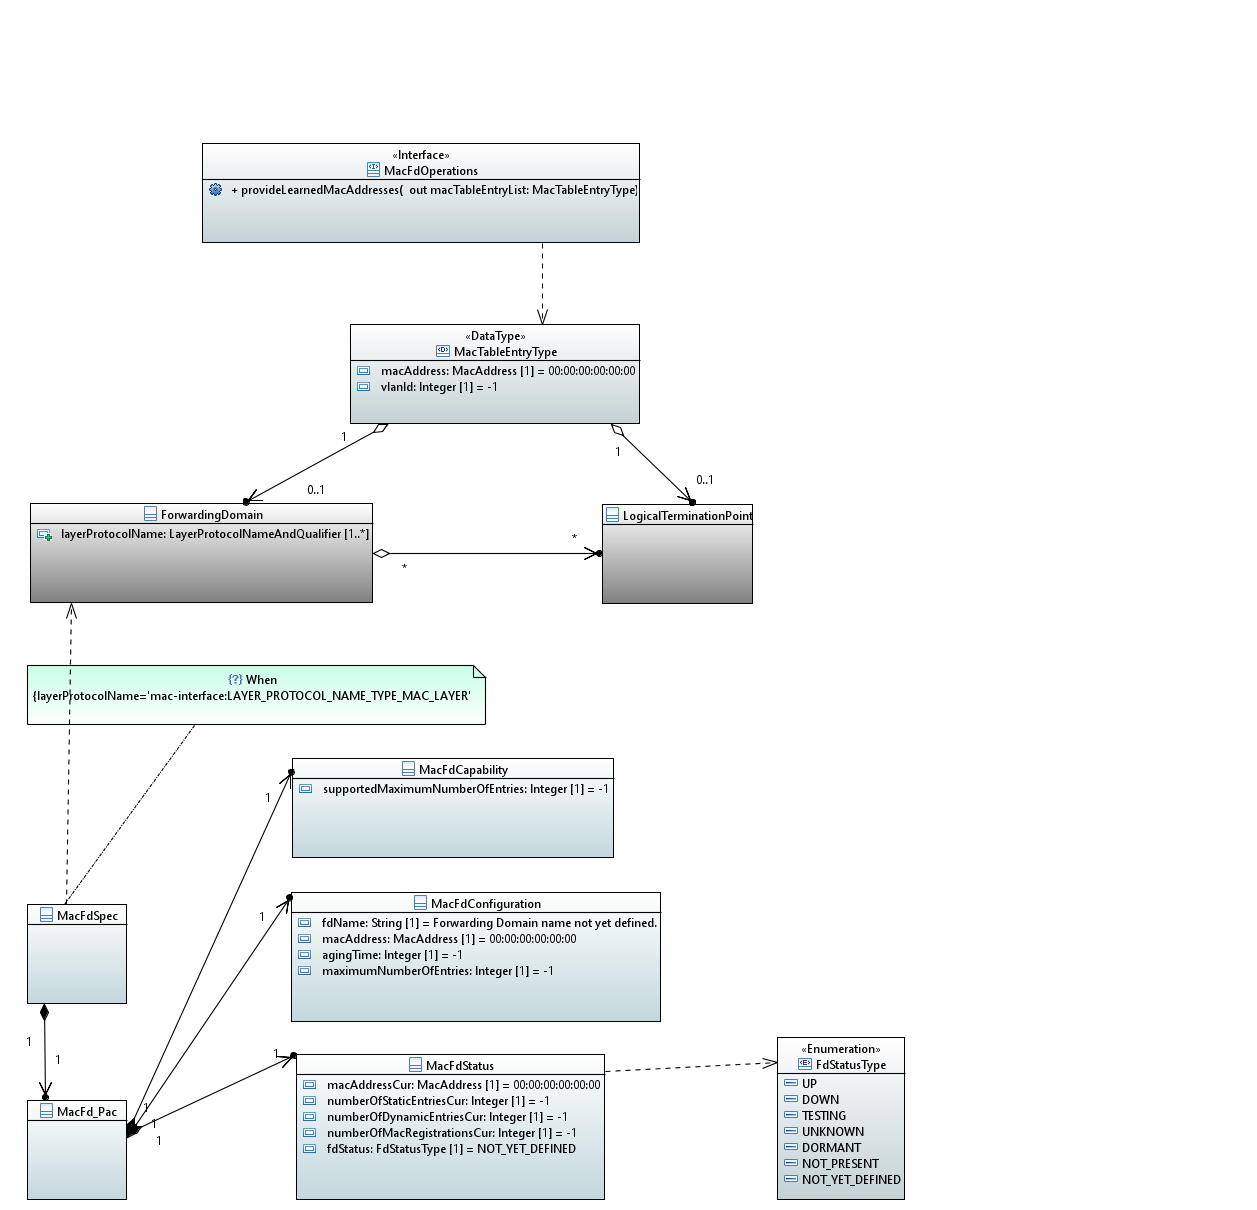 «Interface»
MacFdOperations
+ provideLearnedMacAddresses( out macTableEntryList: MacTableEntryType)
«DataType»
MacTableEntryType
macAddress: MacAddress [1] = 00:00:00:00:00:00
vlanId: Integer [1] = -1
1
1
0..1
0..1
ForwardingDomain
layerProtocolName: LayerProtocolNameAndQualifier [1..*]
LogicalTerminationPoint
*
*
{?} When
{layerProtocolName='mac-interface:LAYER_PROTOCOL_NAME_TYPE_MAC_LAYER'
MacFdCapability
supportedMaximumNumberOfEntries: Integer [1] = -1
1
MacFdConfiguration
fdName: String [1] = Forwarding Domain name not yet defined.
macAddress: MacAddress [1] = 00:00:00:00:00:00
agingTime: Integer [1] = -1
maximumNumberOfEntries: Integer [1] = -1
1
MacFdSpec
1
1
MacFdStatus
macAddressCur: MacAddress [1] = 00:00:00:00:00:00
numberOfStaticEntriesCur: Integer [1] = -1
numberOfDynamicEntriesCur: Integer [1] = -1
numberOfMacRegistrationsCur: Integer [1] = -1
fdStatus: FdStatusType [1] = NOT_YET_DEFINED
1
MacFd_Pac
1
1
1
«Enumeration»
FdStatusType
UP
DOWN
TESTING
UNKNOWN
DORMANT
NOT_PRESENT
NOT_YET_DEFINED